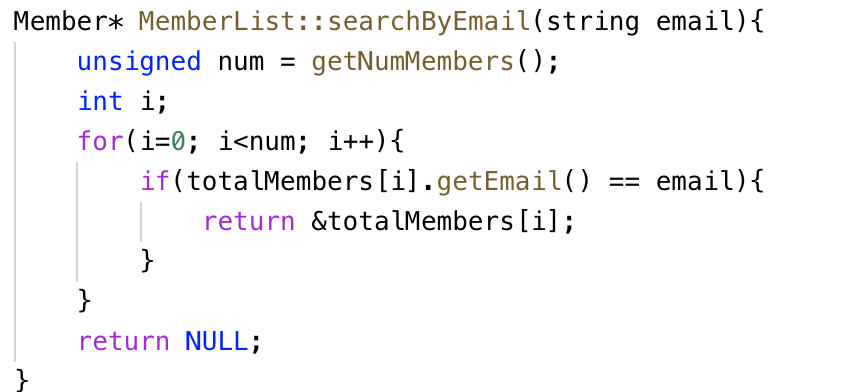 Member* MemberList::searchByEmail(string email){
    unsigned num = getNumMembers();
    int i;
    for(i=0; i<num; i++){
        if(totalMembers[i].getEmail() == email){
            return &totalMembers[i];
        }
    }
    return NULL;
}